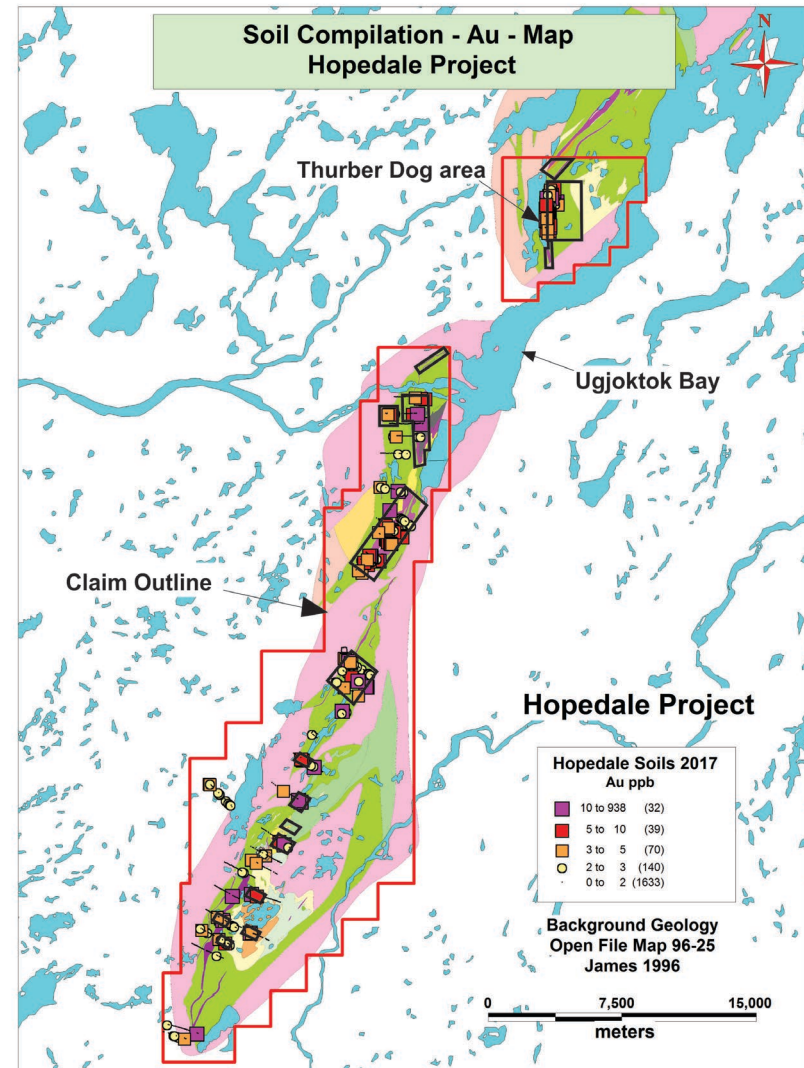 Soil Compilation - Au - Map
Hopedale Project
N
Thurber Dog area
Ugjoktok Bay
Claim Outline
Hopedale Project
Hopedale Soils 2017
Au ppb
10 to 938 (32)
5 to 10 (39)
3 to 5 (70)
2 to 3 (140)
0 to 2 (1633)
Background Geology
Open File Map 96-25
James 1996
0 7,500 15,000
meters